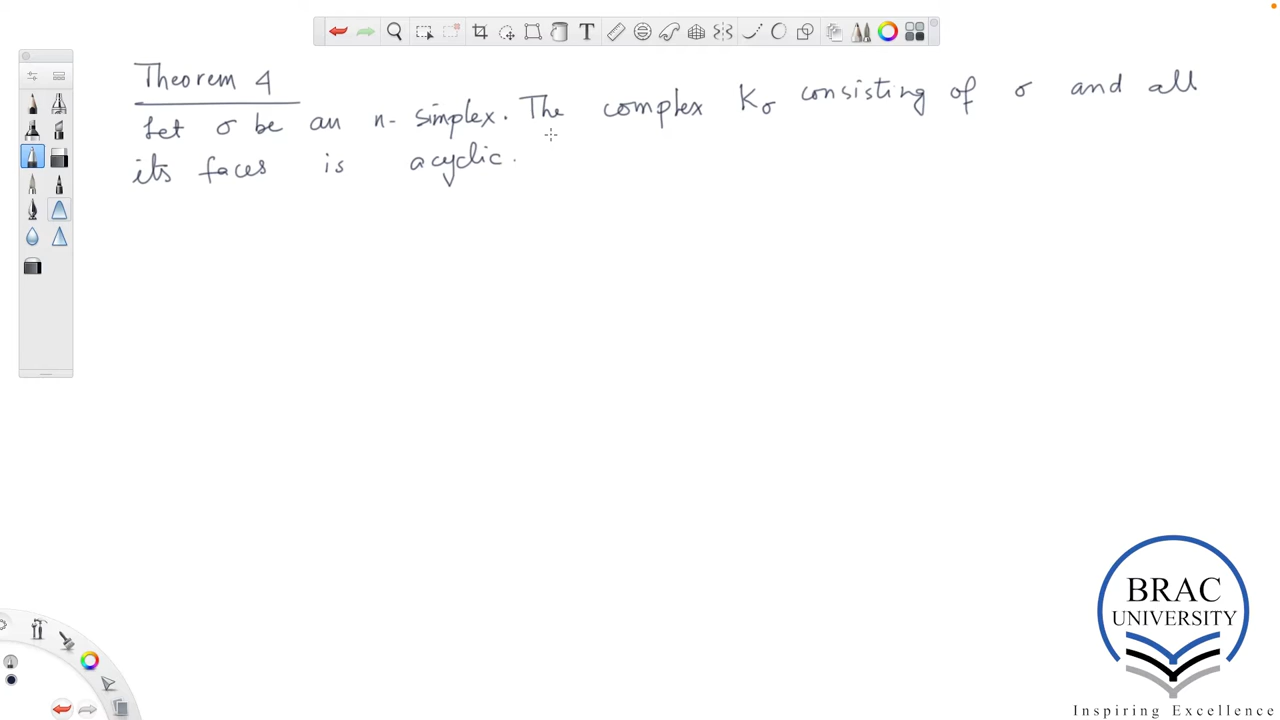 Theorem 4
Let σ be an n-simplex. The complex Kσ consisting of σ and all
its faces is acyclic.
BRAC
UNIVERSITY
Inspiring Excellence